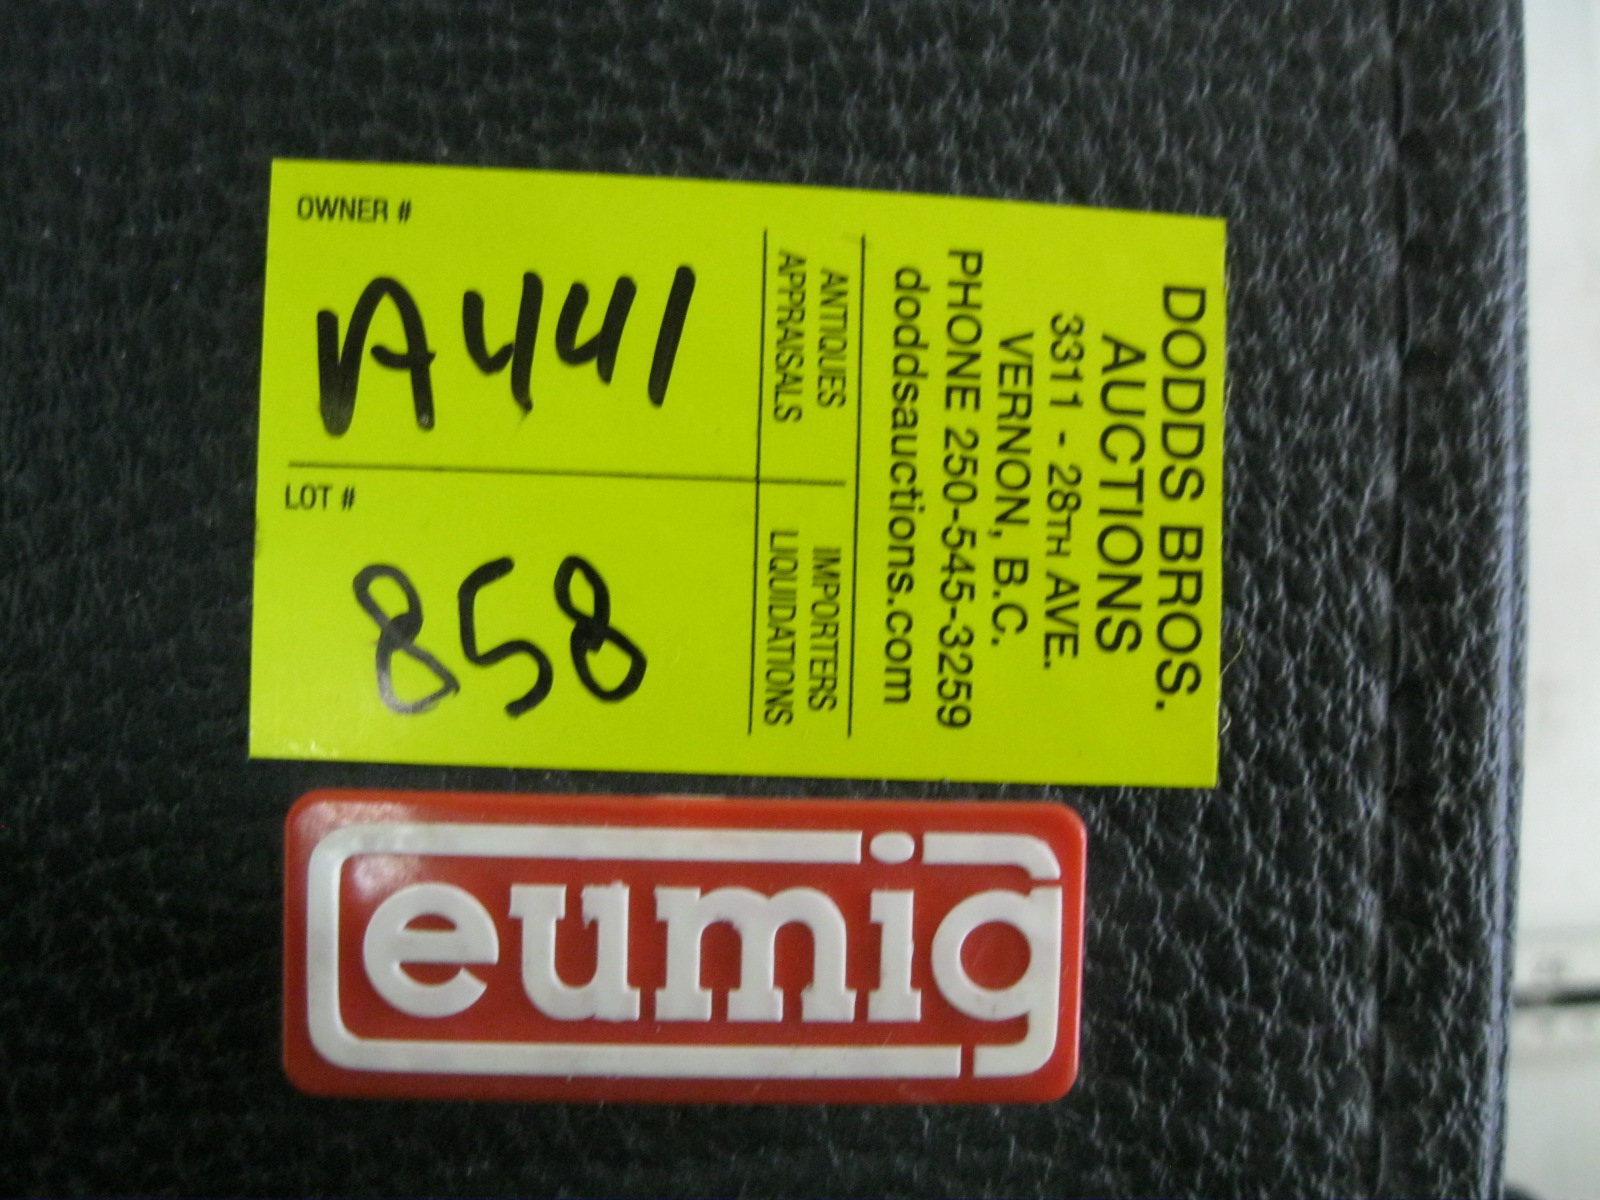 OWNER #
A441
LOT #
858
DODDS BROS.
AUCTIONS
3311 - 28TH AVE.
VERNON, B.C.
PHONE 250-545-3259
doddsauctions.com
ANTIQUES IMPORTERS
APPRAISALS LIQUIDATIONS
eumig